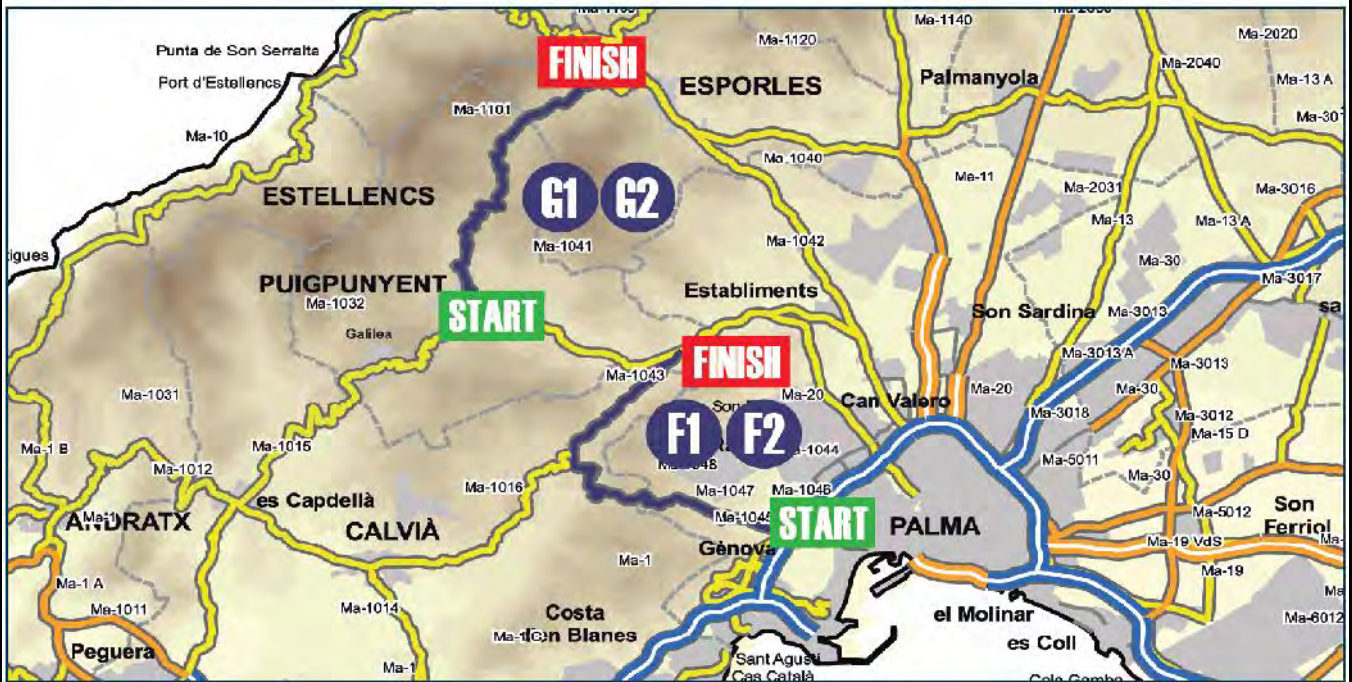 Ma-1140
Ma-2020
Ma-1120
Punta de Son Serralta
FINISH
Ma-2040
Port d'Estellencs
ESPORLES
Palmanyola
Ma-13 A
Ma-1101
Ma-10
Ma-1040
Ma-11
Ma-2031
Ma-3016
ESTELLENCS
G1 G2
Ma-13
Ma-13 A
Ma-1041
Ma-1042
Ma-30
Ma-3017
PUIGPUNYENT
Ma-1032
START
Establiments
Son Sardina
Ma-3013
sa
Galilea
FINISH
Ma-3013 A
Ma-3013
Ma-1043
Ma-1031
Ma-20
Can Valero
Ma-20
Ma-30
Son
Ma-3018
Ma-3012
F1 F2
Ma-15 D
Ma-1 B
Ma-1015
Ma-1044
Ma-5011
Ma-1012
Ma-30
Ma-1016
Ma-1047
Ma-1046
es Capdellà
Ma-1045
START
PALMA
Ma-5012
Son
Ferriol
ANDRATX
Ma-1
CALVIÀ
Gènova
Ma-19 VdS
Ma-1
Ma-19
Ma-1 A
Ma-1011
Ma-1014
Costa
d'en Blanes
el Molinar
Ma-6012
Ma-1C
es Coll
Peguera
Ma-1
Sant Agustí
Cas Català